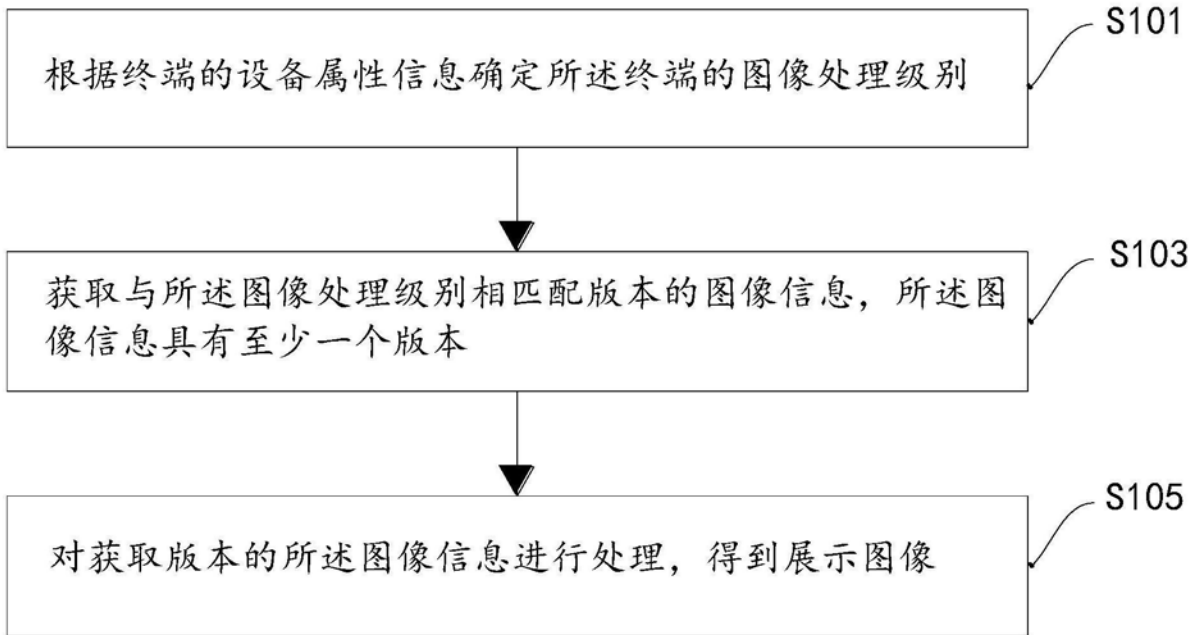 S101
根据终端的设备属性信息确定所述终端的图像处理级别
S103
获取与所述图像处理级别相匹配版本的图像信息，所述图
像信息具有至少一个版本
S105
对获取版本的所述图像信息进行处理，得到展示图像